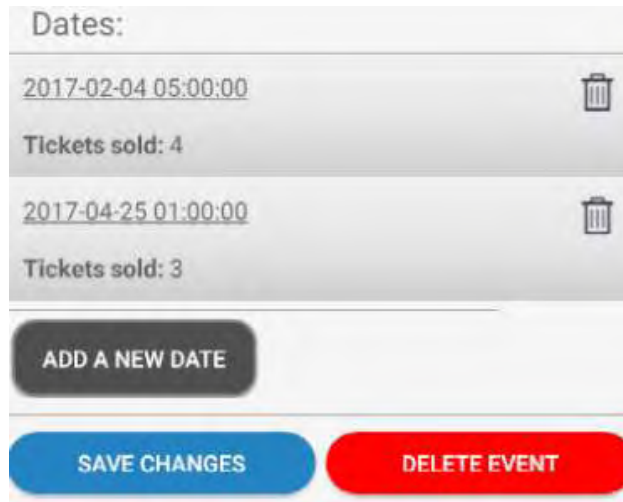 Dates:
2017-02-04 05:00:00
Tickets sold: 4
2017-04-25 01:00:00
Tickets sold: 3
ADD A NEW DATE
SAVE CHANGES
DELETE EVENT